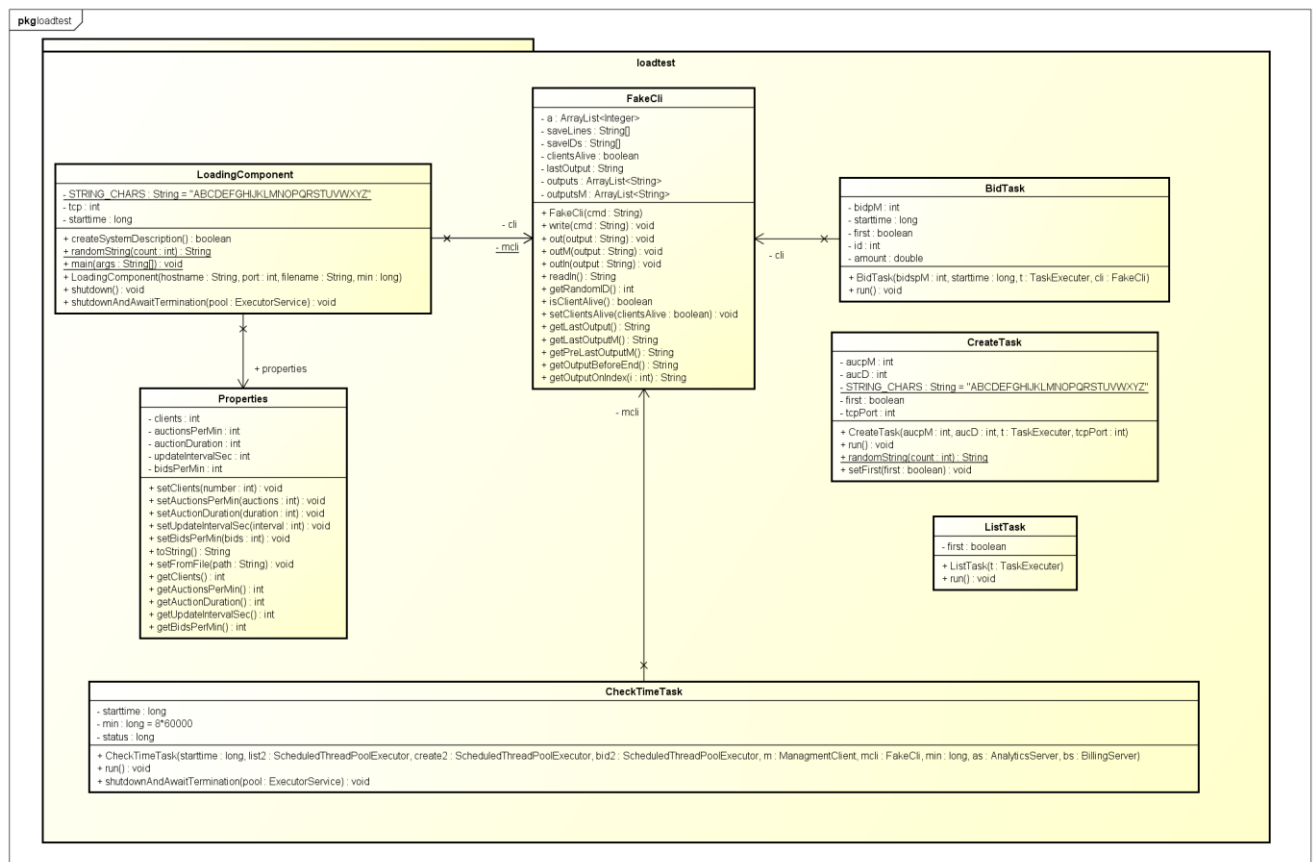 pkg loadtest
loadtest
FakeCli
- a : ArrayList<Integer>
- saveLines : String[]
- saveIDs : String[]
- clientsAlive : boolean
- lastOutput : String
- outputs : ArrayList<String>
- outputsM : ArrayList<String>
+ FakeCli(cmd : String)
+ write(cmd : String) : void
+ out(output : String) : void
+ outM(output : String) : void
+ outln(output : String) : void
+ readln() : String
+ getRandomID() : int
+ isClientAlive() : boolean
+ setClientsAlive(clientsAlive : boolean) : void
+ getLastOutput() : String
+ getLastOutputM() : String
+ getPreLastOutputM() : String
+ getOutputBeforeEnd() : String
+ getOutputOnIndex(i : int) : String
LoadingComponent
- STRING_CHARS : String = "ABCDEFGHIJKLMNOPQRSTUVWXYZ"
- tcp : int
- starttime : long
+ createSystemDescription() : boolean
+ randomString(count : int) : String
+ main(args : String[]) : void
+ LoadingComponent(hostname : String, port : int, filename : String, min : long)
+ shutdown() : void
+ shutdownAndAwaitTermination(pool : ExecutorService) : void
- cli
- mcli
BidTask
- bidpM : int
- starttime : long
- first : boolean
- id : int
- amount : double
+ BidTask(bidspM : int, starttime : long, t : TaskExecuter, cli : FakeCli)
+ run() : void
- cli
CreateTask
- aucpM : int
- aucD : int
- STRING_CHARS : String = "ABCDEFGHIJKLMNOPQRSTUVWXYZ"
- first : boolean
- tcpPort : int
+ CreateTask(aucpM : int, aucD : int, t : TaskExecuter, tcpPort : int)
+ run() : void
+ randomString(count : int) : String
+ setFirst(first : boolean) : void
+ properties
Properties
- clients : int
- auctionsPerMin : int
- auctionDuration : int
- updateIntervalSec : int
- bidsPerMin : int
+ setClients(number : int) : void
+ setAuctionsPerMin(auctions : int) : void
+ setAuctionDuration(duration : int) : void
+ setUpdateIntervalSec(interval : int) : void
+ setBidsPerMin(bids : int) : void
+ toString() : String
+ setFromFile(path : String) : void
+ getClients() : int
+ getAuctionsPerMin() : int
+ getAuctionDuration() : int
+ getUpdateIntervalSec() : int
+ getBidsPerMin() : int
- mcli
ListTask
- first : boolean
+ ListTask(t : TaskExecuter)
+ run() : void
CheckTimeTask
- starttime : long
- min : long = 8*60000
- status : long
+ CheckTimeTask(starttime : long, list2 : ScheduledThreadPoolExecutor, create2 : ScheduledThreadPoolExecutor, bid2 : ScheduledThreadPoolExecutor, m : ManagmentClient, mcli : FakeCli, min : long, as : AnalyticsServer, bs : BillingServer)
+ run() : void
+ shutdownAndAwaitTermination(pool : ExecutorService) : void